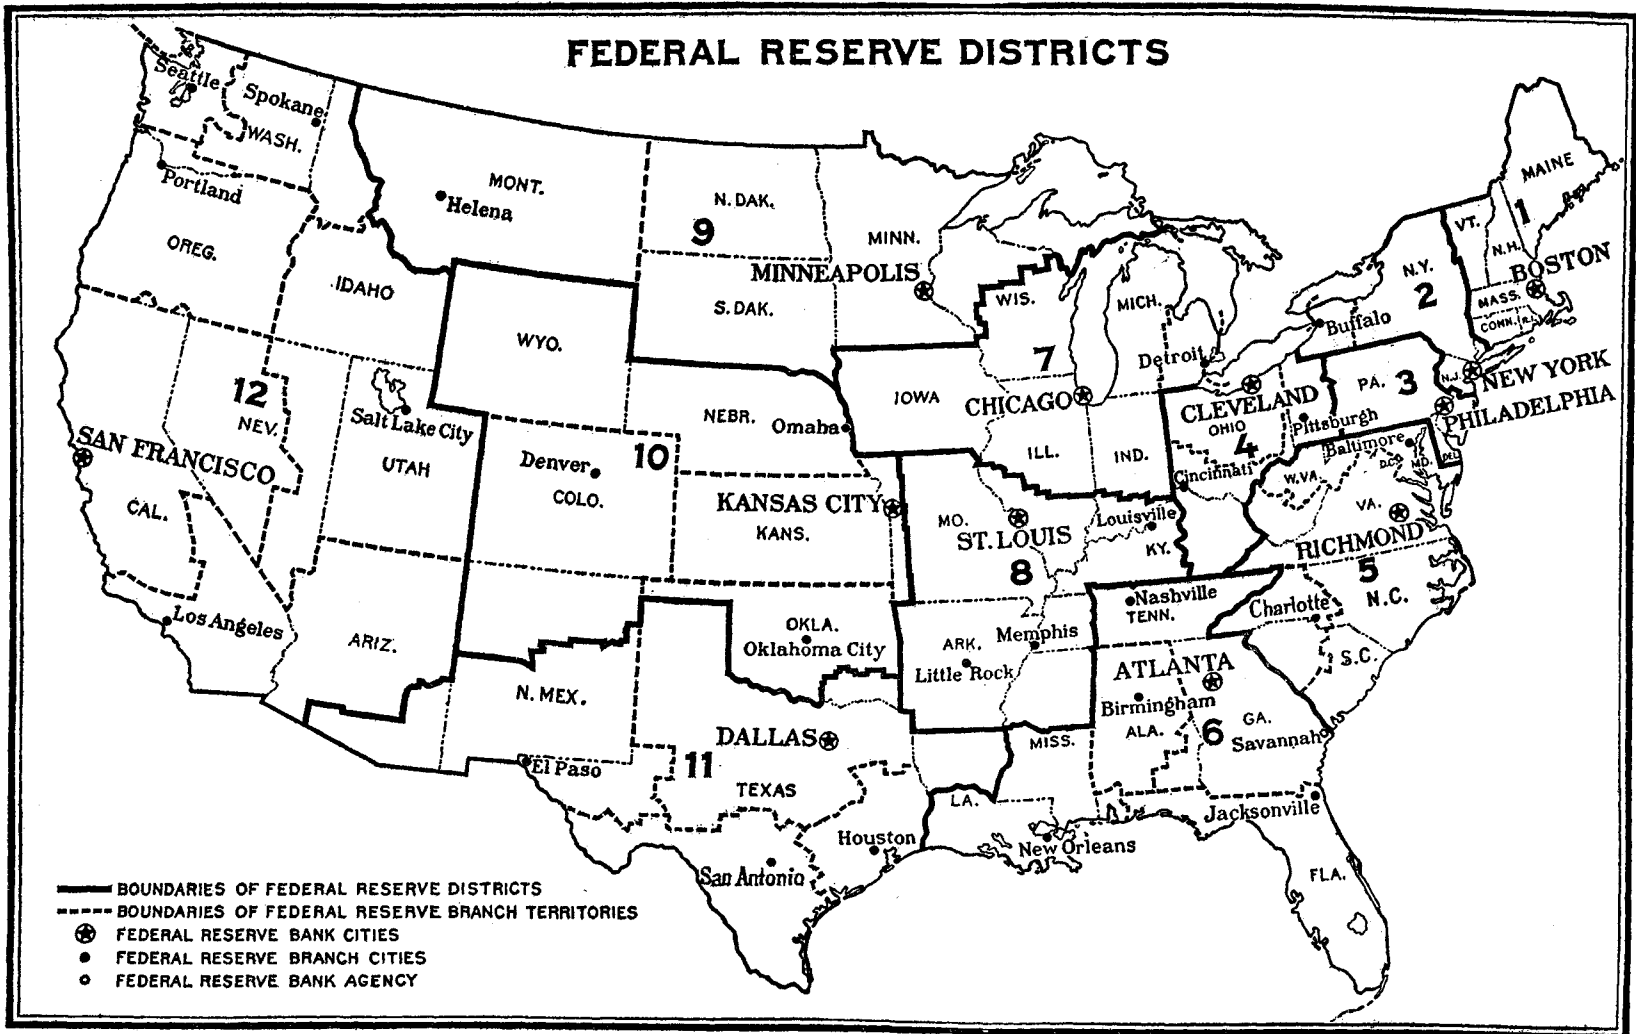 FEDERAL RESERVE DISTRICTS
Seattle
Spokane
WASH.
Portland
OREG.
IDAHO
MONT.
Helena
N. DAK.
9
MINN.
MINNEAPOLIS
S. DAK.
WYO.
WIS.
MICH.
7
Detroit
IOWA
CHICAGO
ILL.
IND.
MAINE
VT.
N.H.
1
BOSTON
MASS.
CONN.
R.I.
N.Y.
2
Buffalo
NEW YORK
N.J.
PA.
3
PHILADELPHIA
CLEVELAND
OHIO
4
Pittsburgh
Cincinnati
Baltimore
D.C.
MD.
DEL.
W.VA.
VA.
RICHMOND
5
12
NEV.
SAN FRANCISCO
CAL.
Salt Lake City
UTAH
Los Angeles
ARIZ.
NEBR.
Omaha
Denver
10
COLO.
KANSAS CITY
KANS.
MO.
ST. LOUIS
8
Louisville
KY.
Nashville
TENN.
Charlotte
N.C.
S.C.
OKLA.
Oklahoma City
ARK.
Memphis
Little Rock
N. MEX.
El Paso
DALLAS
11
TEXAS
Houston
San Antonio
LA.
MISS.
New Orleans
ATLANTA
Birmingham
ALA.
6
GA.
Savannah
Jacksonville
FLA.
BOUNDARIES OF FEDERAL RESERVE DISTRICTS
BOUNDARIES OF FEDERAL RESERVE BRANCH TERRITORIES
FEDERAL RESERVE BANK CITIES
FEDERAL RESERVE BRANCH CITIES
FEDERAL RESERVE BANK AGENCY